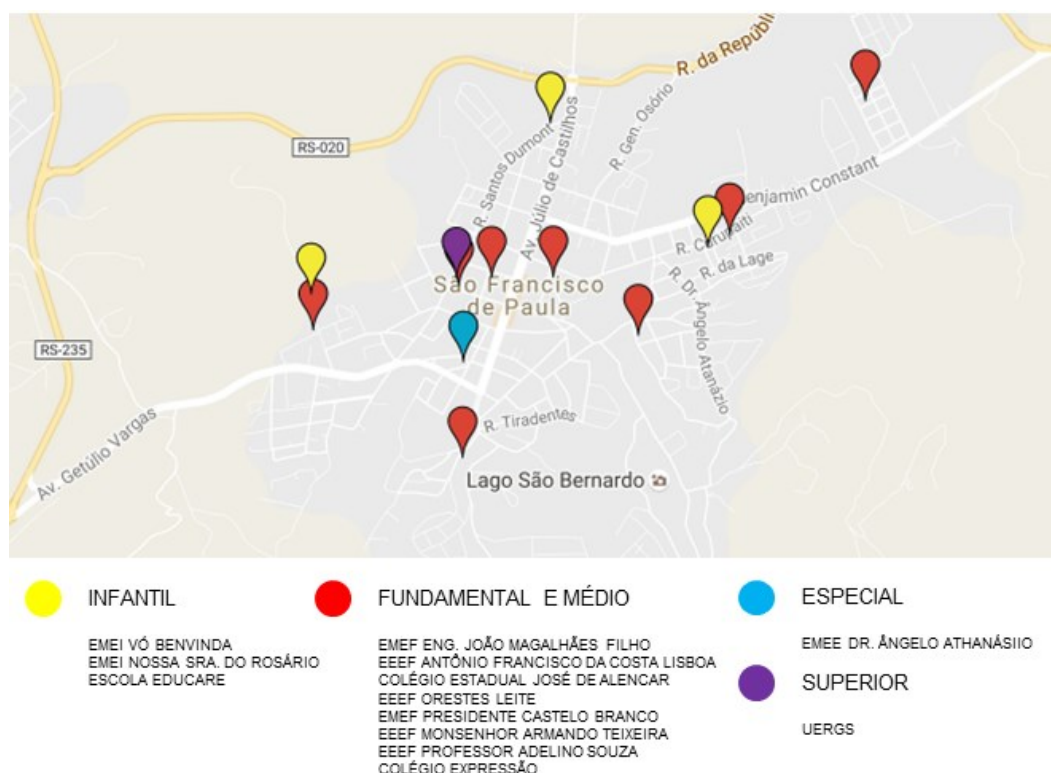 R. da República
RS-020
R. Santos Dumont
Av. Júlio de Castilhos
R. Gen. Osório
enjamin Constant
R. Curupaiti
R. da Lage
R. Dr. Ângelo Atanázio
São Francisco
de Paula
RS-235
Av. Getúlio Vargas
R. Tiradentes
Lago São Bernardo
INFANTIL
EMEI VÓ BENVINDA
EMEI NOSSA SRA. DO ROSÁRIO
ESCOLA EDUCARE
FUNDAMENTAL E MÉDIO
EMEF ENG. JOÃO MAGALHÃES FILHO
EEEF ANTÔNIO FRANCISCO DA COSTA LISBOA
COLÉGIO ESTADUAL JOSÉ DE ALENCAR
EEEF ORESTES LEITE
EMEF PRESIDENTE CASTELO BRANCO
EEEF MONSENHOR ARMANDO TEIXEIRA
EEEF PROFESSOR ADELINO SOUZA
COLÉGIO EXPRESSÃO
ESPECIAL
EMEE DR. ÂNGELO ATHANÁSIIO
SUPERIOR
UERGS